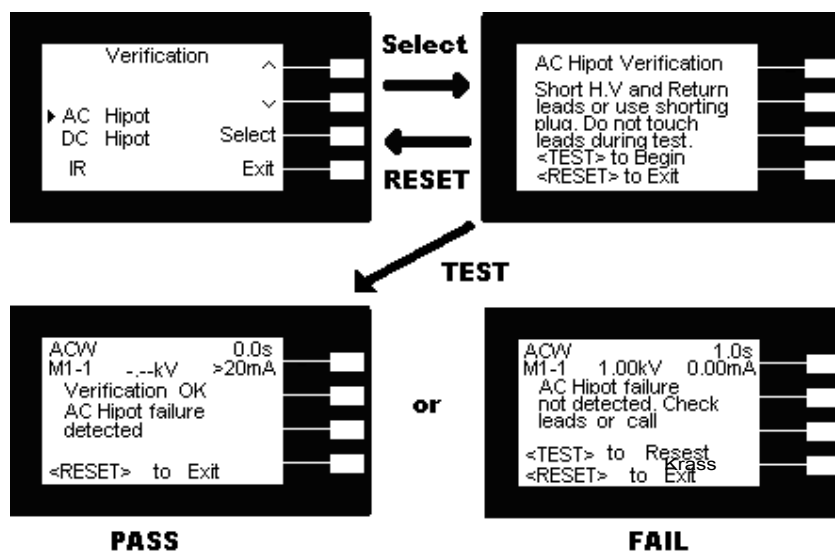 Verification
^
v
AC Hipot
DC Hipot
Select
IR
Exit
Select
RESET
AC Hipot Verification
Short H.V and Return
leads or use shorting
plug. Do not touch
leads during test.
<TEST> to Begin
<RESET> to Exit
TEST
ACW 0.0s
M1-1 -.--kV >20mA
Verification OK
AC Hipot failure
detected
<RESET> to Exit
PASS
or
ACW 1.0s
M1-1 1.00kV 0.00mA
AC Hipot failure
not detected. Check
leads or call
<TEST> to Resest
Krass
<RESET> to Exit
FAIL